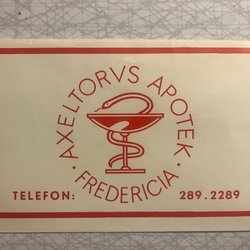 AXELTORVS APOTEK
· FREDERICIA ·
TELEFON: 289.2289